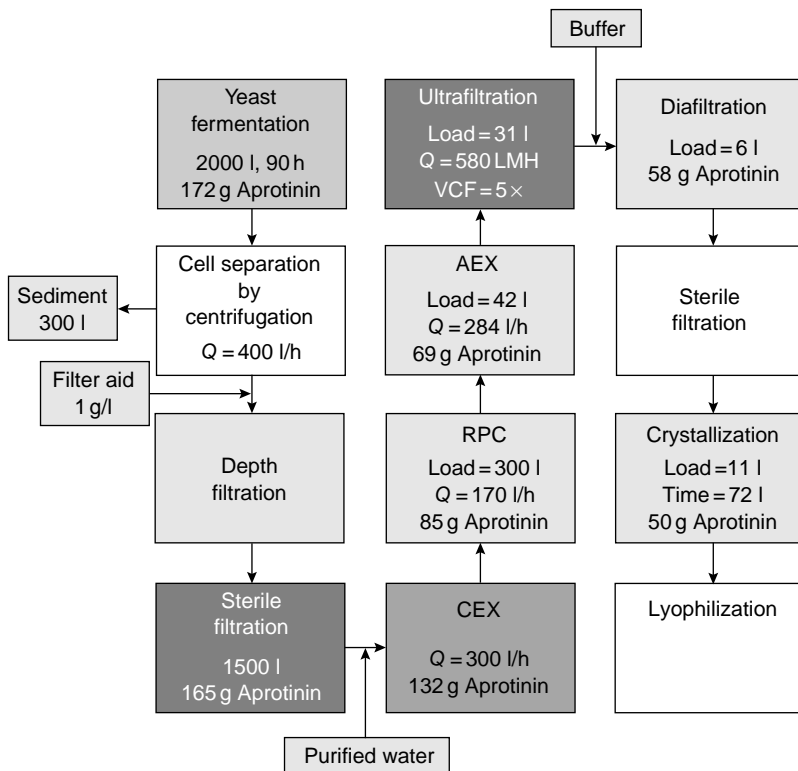 Yeast
fermentation
2000 l, 90 h
172 g Aprotinin
Cell separation
by
centrifugation
Q = 400 l/h
Sediment
300 l
Filter aid
1 g/l
Depth
filtration
Sterile
filtration
1500 l
165 g Aprotinin
Purified water
CEX
Q = 300 l/h
132 g Aprotinin
RPC
Load = 300 l
Q = 170 l/h
85 g Aprotinin
AEX
Load = 42 l
Q = 284 l/h
69 g Aprotinin
Ultrafiltration
Load = 31 l
Q = 580 LMH
VCF = 5×
Buffer
Diafiltration
Load = 6 l
58 g Aprotinin
Sterile
filtration
Crystallization
Load = 11 l
Time = 72 l
50 g Aprotinin
Lyophilization